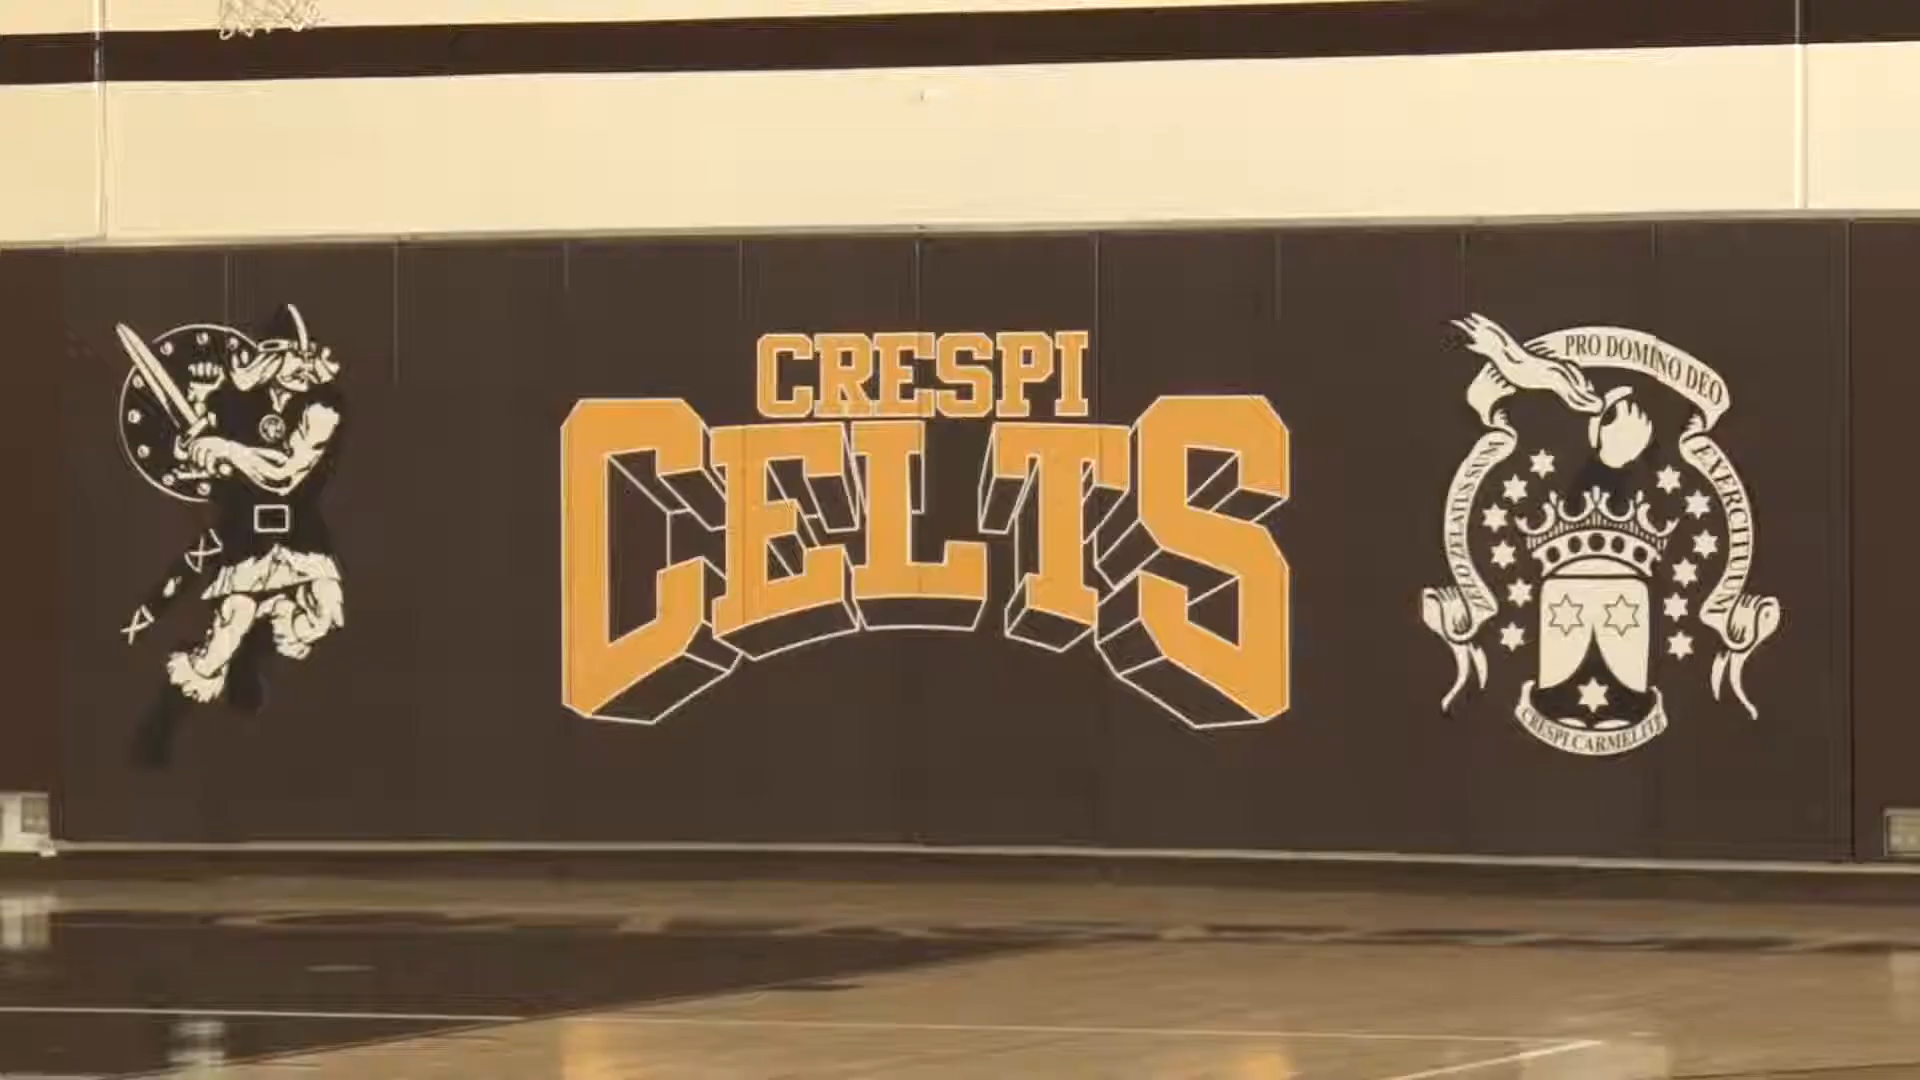 CRESPI
CELTS
ZELO ZELATUS SUM
PRO DOMINO DEO
EXERCITUUM
CRESPI CARMELITE